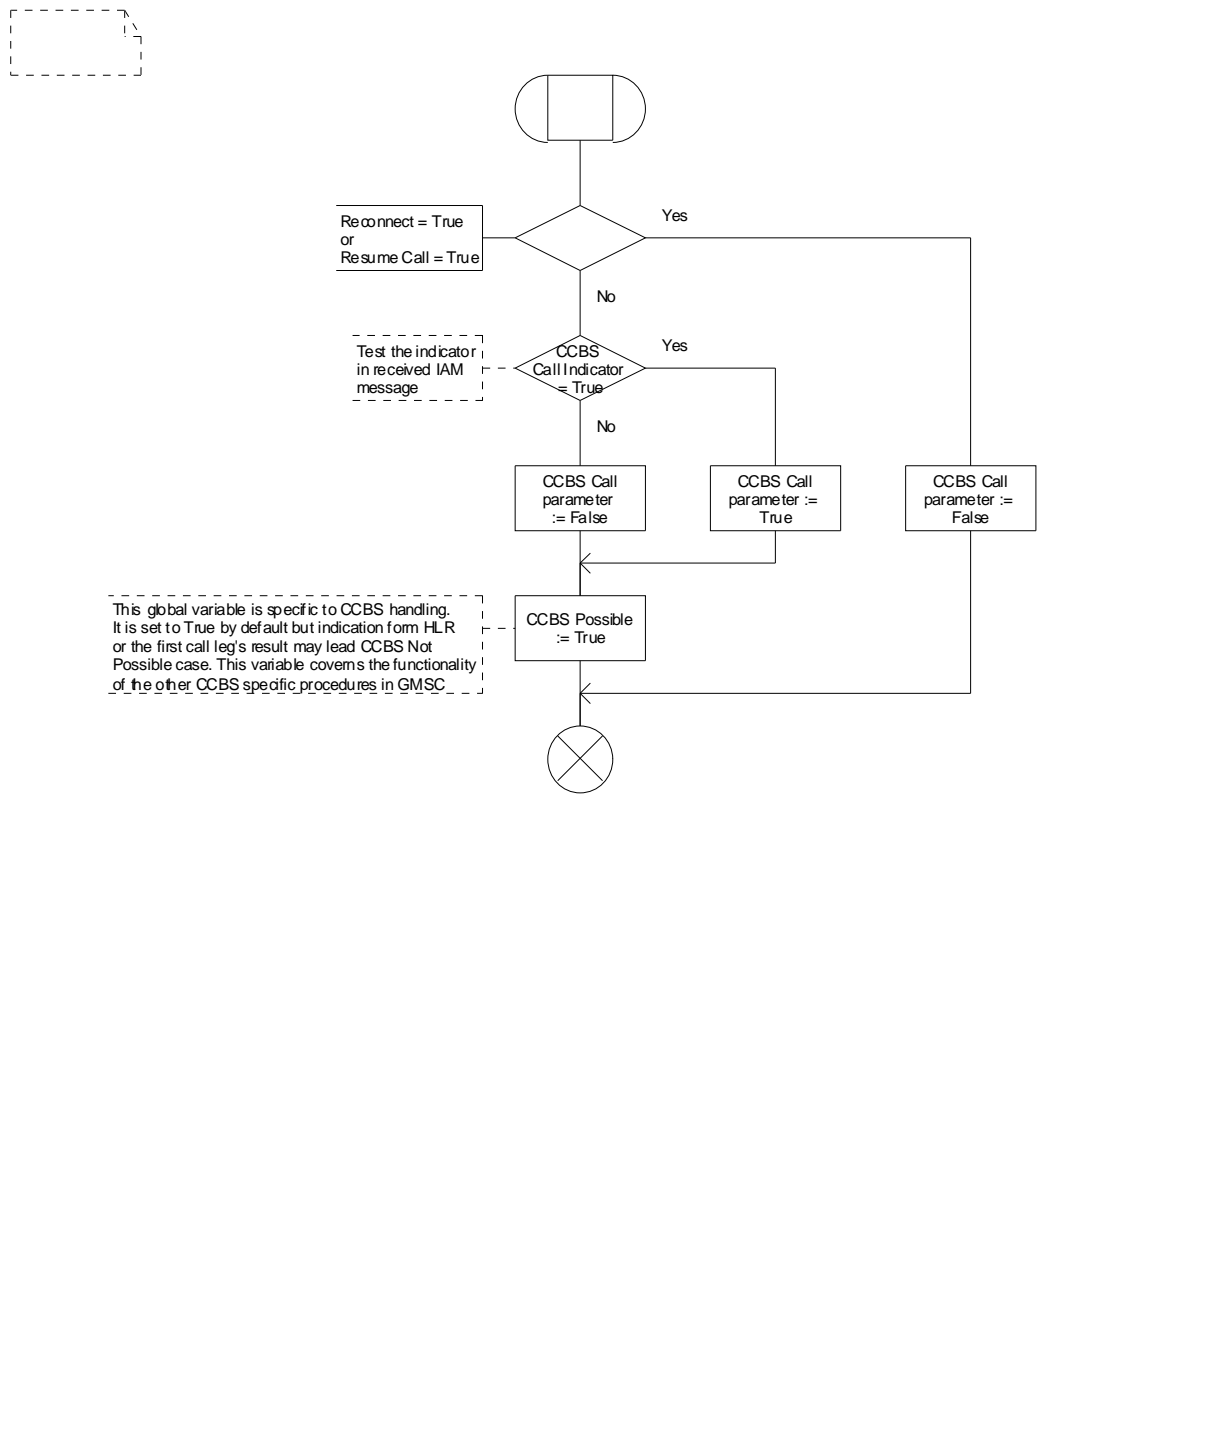 Yes
Reconnect = True
or
Resume Call = True
No
Yes
Test the indicator
in received IAM
message
CCBS
Call Indicator
= True
No
CCBS Call
parameter
:= False
CCBS Call
parameter :=
True
CCBS Call
parameter :=
False
This global variable is specific to CCBS handling.
It is set to True by default but indication form HLR
or the first call leg's result may lead CCBS Not
Possible case. This variable coverns the functionality
of the other CCBS specific procedures in GMSC
CCBS Possible
:= True